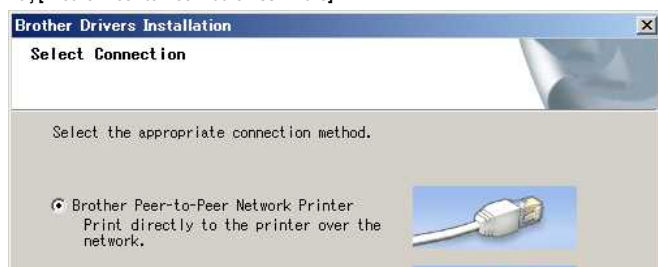 Brother Drivers Installation
Select Connection
Select the appropriate connection method.
Brother Peer-to-Peer Network Printer
Print directly to the printer over the
network.